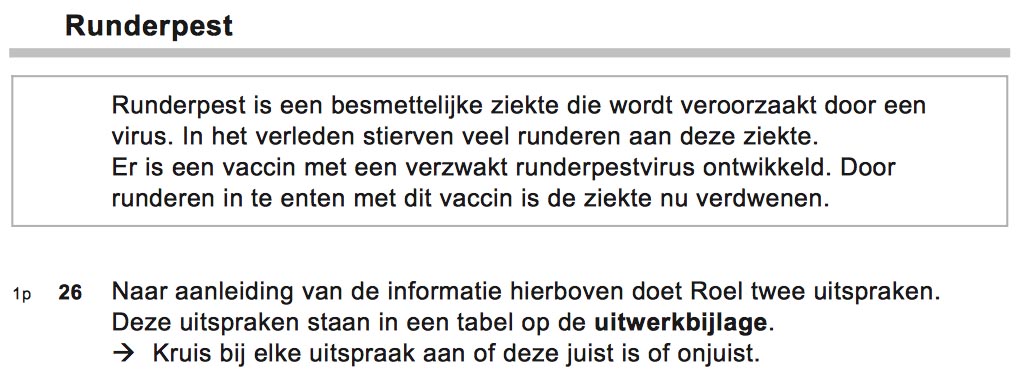 Runderpest
Runderpest is een besmettelijke ziekte die wordt veroorzaakt door een
virus. In het verleden stierven veel runderen aan deze ziekte.
Er is een vaccin met een verzwakt runderpestvirus ontwikkeld. Door
runderen in te enten met dit vaccin is de ziekte nu verdwenen.
1p 26 Naar aanleiding van de informatie hierboven doet Roel twee uitspraken.
Deze uitspraken staan in een tabel op de uitwerkbijlage.
→ Kruis bij elke uitspraak aan of deze juist is of onjuist.